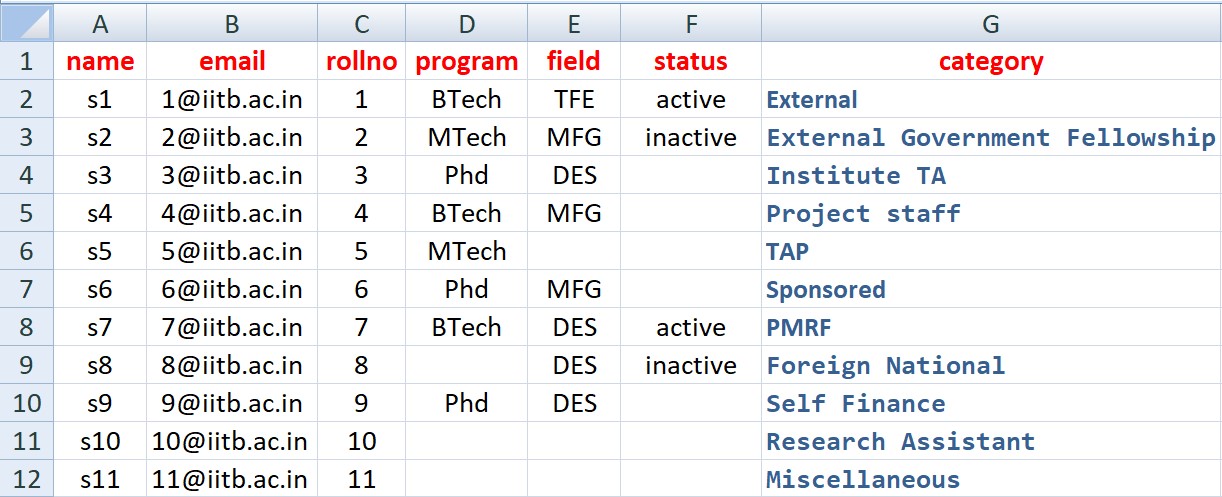 A B C D E F G
1 name email rollno program field status category
2 s1 1@iitb.ac.in 1 BTech TFE active External
3 s2 2@iitb.ac.in 2 MTech MFG inactive External Government Fellowship
4 s3 3@iitb.ac.in 3 Phd DES Institute TA
5 s4 4@iitb.ac.in 4 BTech MFG Project staff
6 s5 5@iitb.ac.in 5 MTech TAP
7 s6 6@iitb.ac.in 6 Phd MFG Sponsored
8 s7 7@iitb.ac.in 7 BTech DES active PMRF
9 s8 8@iitb.ac.in 8 DES inactive Foreign National
10 s9 9@iitb.ac.in 9 Phd DES Self Finance
11 s10 10@iitb.ac.in 10 Research Assistant
12 s11 11@iitb.ac.in 11 Miscellaneous